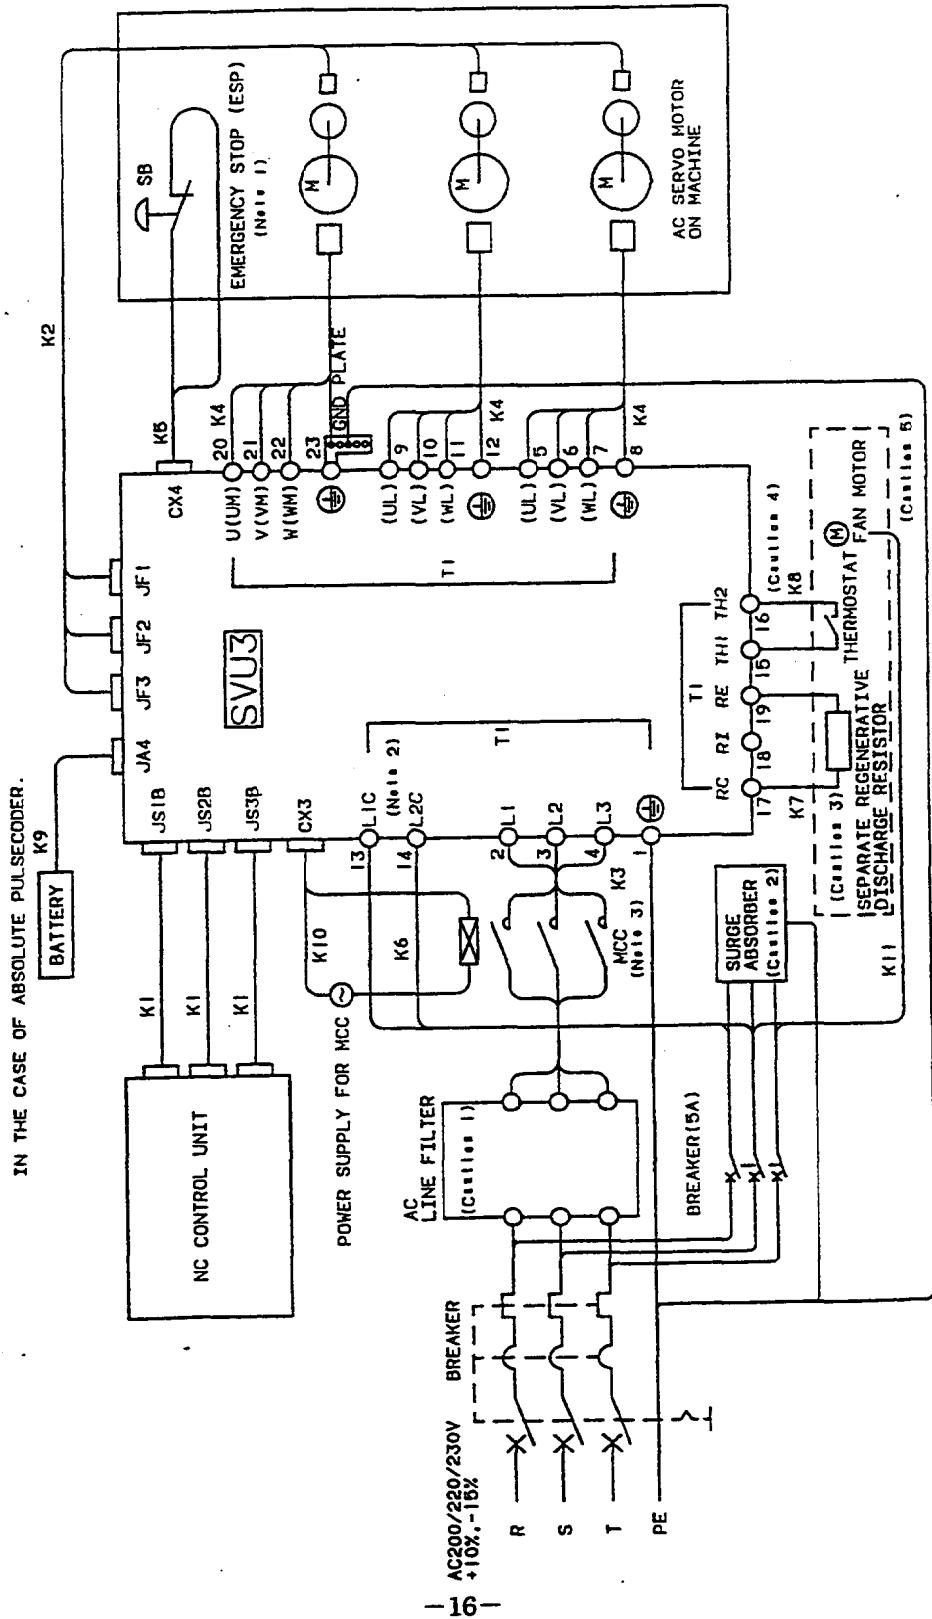 IN THE CASE OF ABSOLUTE PULSECODER.
BATTERY
K9
K2
NC CONTROL UNIT
K1
K1
K1
JS1B
JS2B
JS3B
CX3
JA4
JF3
JF2
JF1
CX4
K5
SB
EMERGENCY STOP (ESP)
(Note 1)
SVU3
K10
K6
POWER SUPPLY FOR MCC
13
L1C
(Note 2)
14
L2C
2
L1
3
L2
4
L3
1
T1
K3
MCC
(Note 3)
U(UM)
20
V(VM)
21
W(WM)
22
23
K4
GND PLATE
(UL)
9
(VL)
10
(WL)
11
12
K4
(UL)
5
(VL)
6
(WL)
7
8
K4
T1
M
M
M
AC SERVO MOTOR
ON MACHINE
T1
RC
RI
RE
TH1
TH2
17
18
19
15
16
K7
K8
(Caution 4)
(Caution 3)
SEPARATE REGENERATIVE
DISCHARGE RESISTOR
THERMOSTAT
FAN MOTOR
M
(Caution 5)
K11
SURGE
ABSORBER
(Caution 2)
AC
LINE FILTER
(Caution 1)
BREAKER(5A)
BREAKER
AC200/220/230V
+10%,-15%
R
S
T
PE
—16—